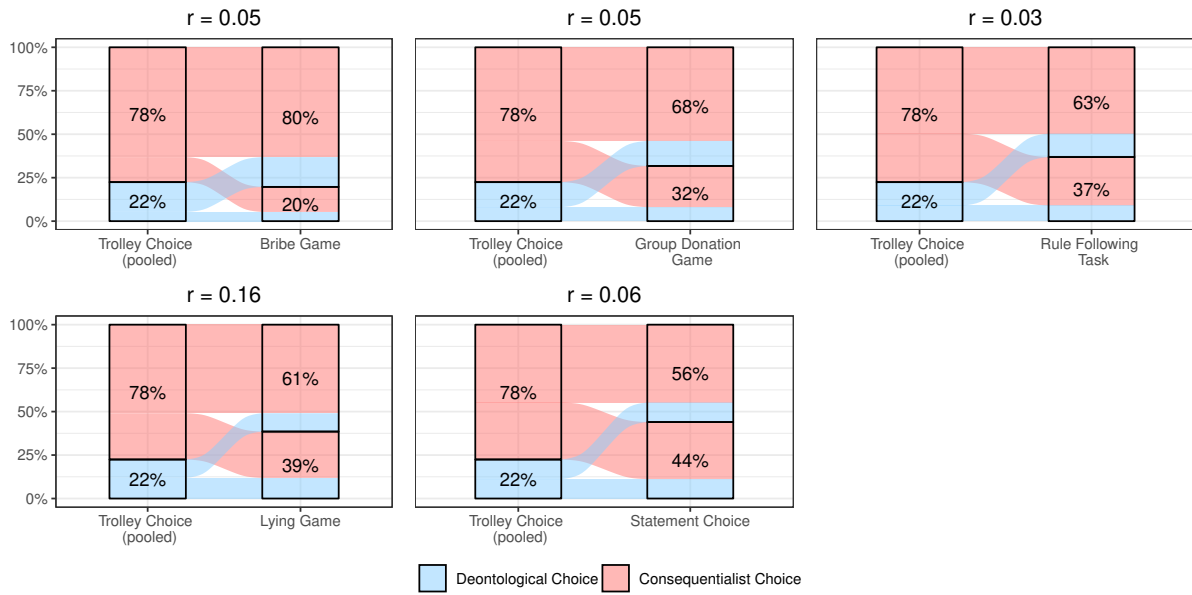 r = 0.05
r = 0.05
r = 0.03
100%
75%
50%
25%
0%
78%
22%
80%
20%
78%
22%
68%
32%
78%
22%
63%
37%
Trolley Choice
(pooled)
Bribe Game
Trolley Choice
(pooled)
Group Donation
Game
Trolley Choice
(pooled)
Rule Following
Task
r = 0.16
r = 0.06
100%
75%
50%
25%
0%
78%
22%
61%
39%
78%
22%
56%
44%
Trolley Choice
(pooled)
Lying Game
Trolley Choice
(pooled)
Statement Choice
Deontological Choice
Consequentialist Choice